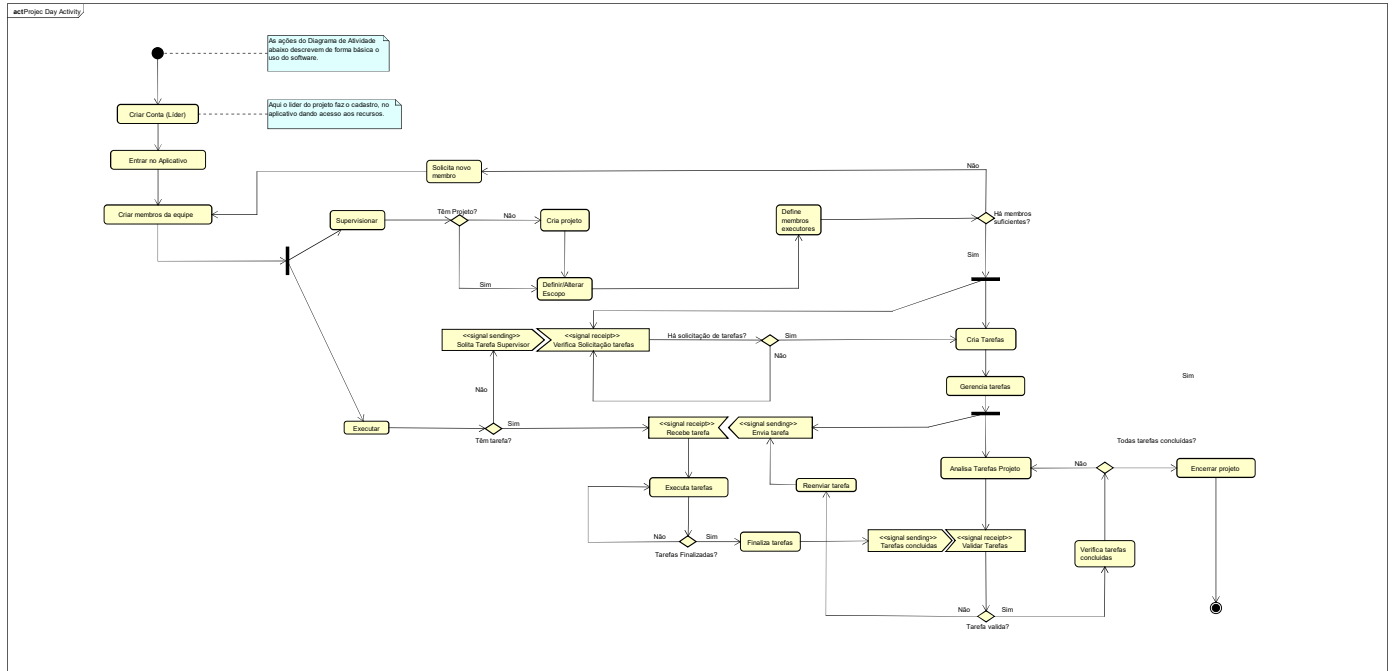 actProjec Day Activity
As ações do Diagrama de Atividade
abaixo descrevem de forma básica o
uso do software.
Criar Conta (Líder)
Aqui o líder do projeto faz o cadastro, no
aplicativo dando acesso aos recursos.
Entrar no Aplicativo
Solicita novo
membro
Não
Criar membros da equipe
Supervisionar
Têm Projeto?
Não
Cria projeto
Define
membros
executores
Há membros
suficientes?
Sim
Sim
Definir/Alterar
Escopo
<<signal sending>>
Solita Tarefa Supervisor
<<signal receipt>>
Verifica Solicitação tarefas
Há solicitação de tarefas?
Sim
Não
Cria Tarefas
Sim
Gerencia tarefas
Não
Executar
Sim
Têm tarefa?
<<signal receipt>>
Recebe tarefa
<<signal sending>>
Envia tarefa
Todas tarefas concluídas?
Analisa Tarefas Projeto
Não
Encerrar projeto
Executa tarefas
Reenviar tarefa
Não
Sim
Tarefas Finalizadas?
Finaliza tarefas
<<signal sending>>
Tarefas concluidas
<<signal receipt>>
Validar Tarefas
Verifica tarefas
concluidas
Não
Sim
Tarefa valida?